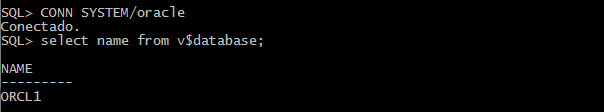 SQL> CONN SYSTEM/oracle
Conectado.
SQL> select name from v$database;
NAME
---------
ORCL1